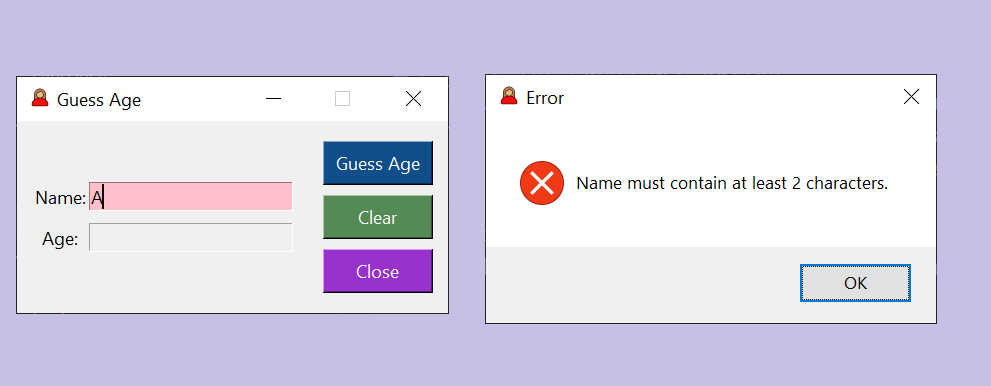 Guess Age
Guess Age
Name: A
Clear
Age:
Close
Error
Name must contain at least 2 characters.
OK